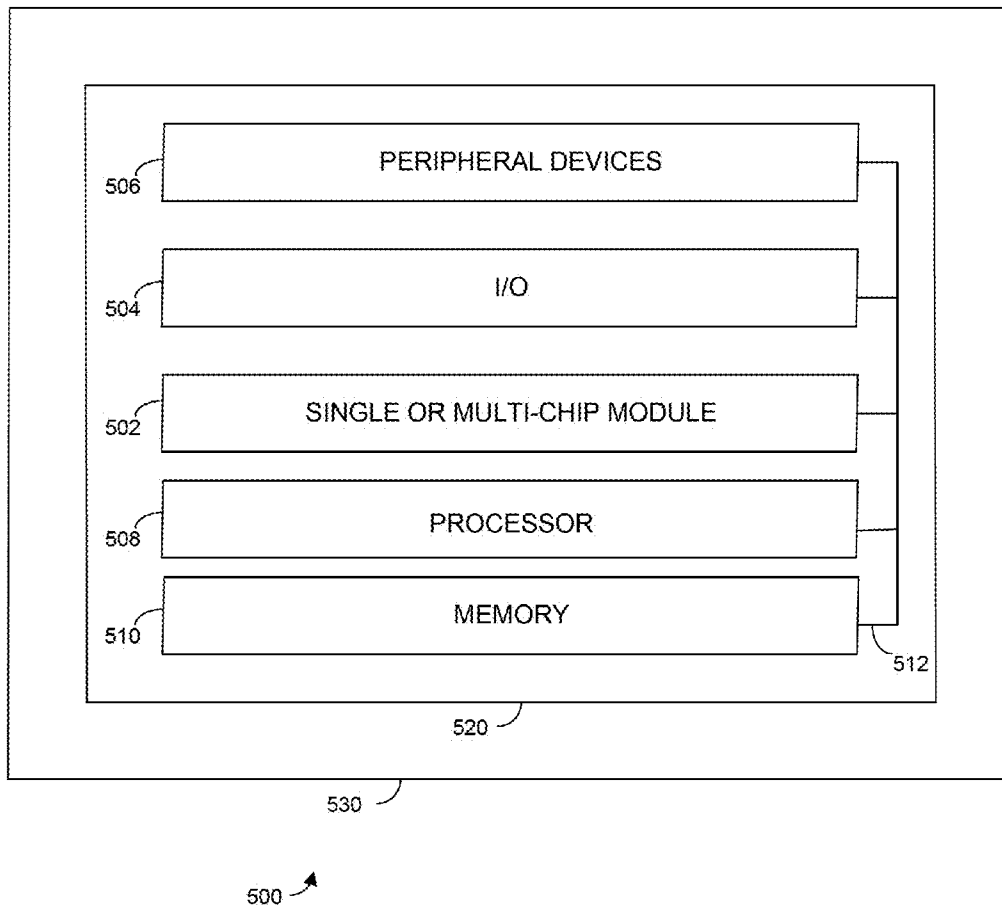 PERIPHERAL DEVICES
506
I/O
504
SINGLE OR MULTI-CHIP MODULE
502
PROCESSOR
508
MEMORY
510
512
520
530
500